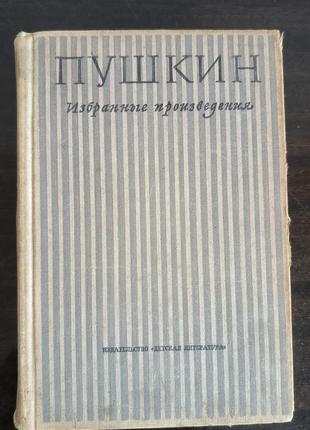 ПУШКИН
Избранные произведения
ИЗДАТЕЛЬСТВО «ДЕТСКАЯ ЛИТЕРАТУРА»